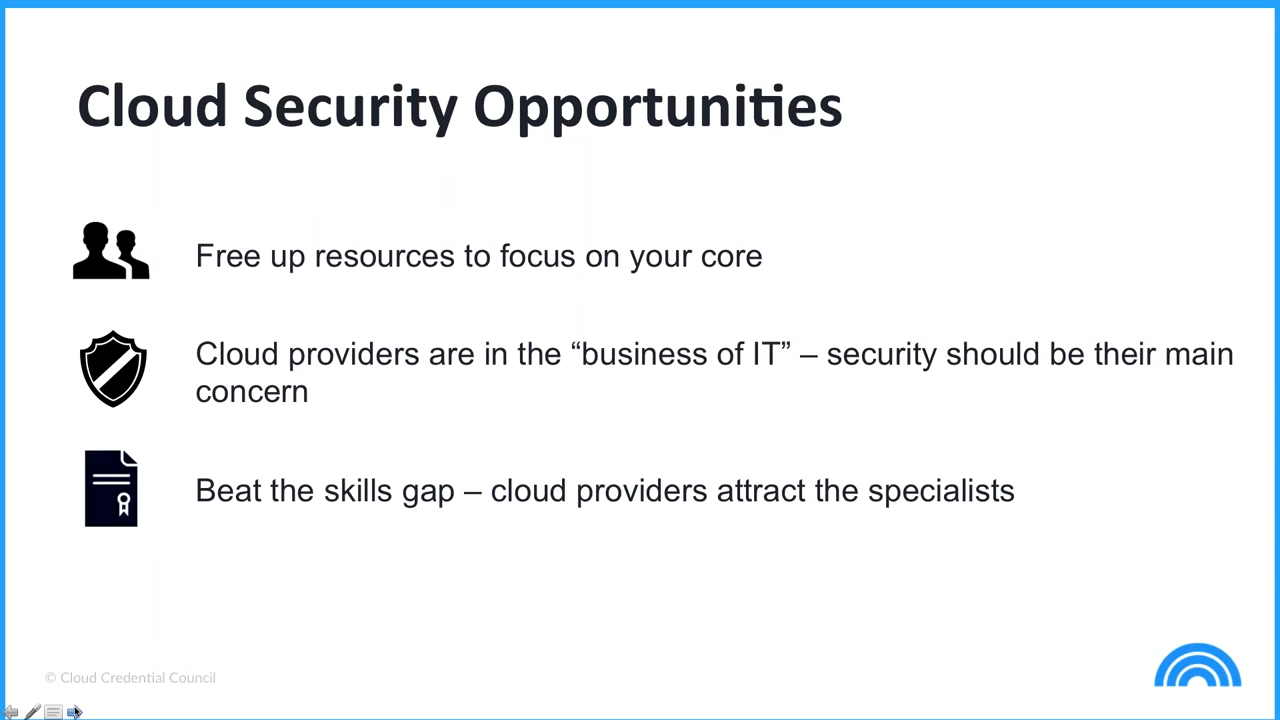 Cloud Security Opportunities
Free up resources to focus on your core
Cloud providers are in the “business of IT” – security should be their main
concern
Beat the skills gap – cloud providers attract the specialists
© Cloud Credential Council